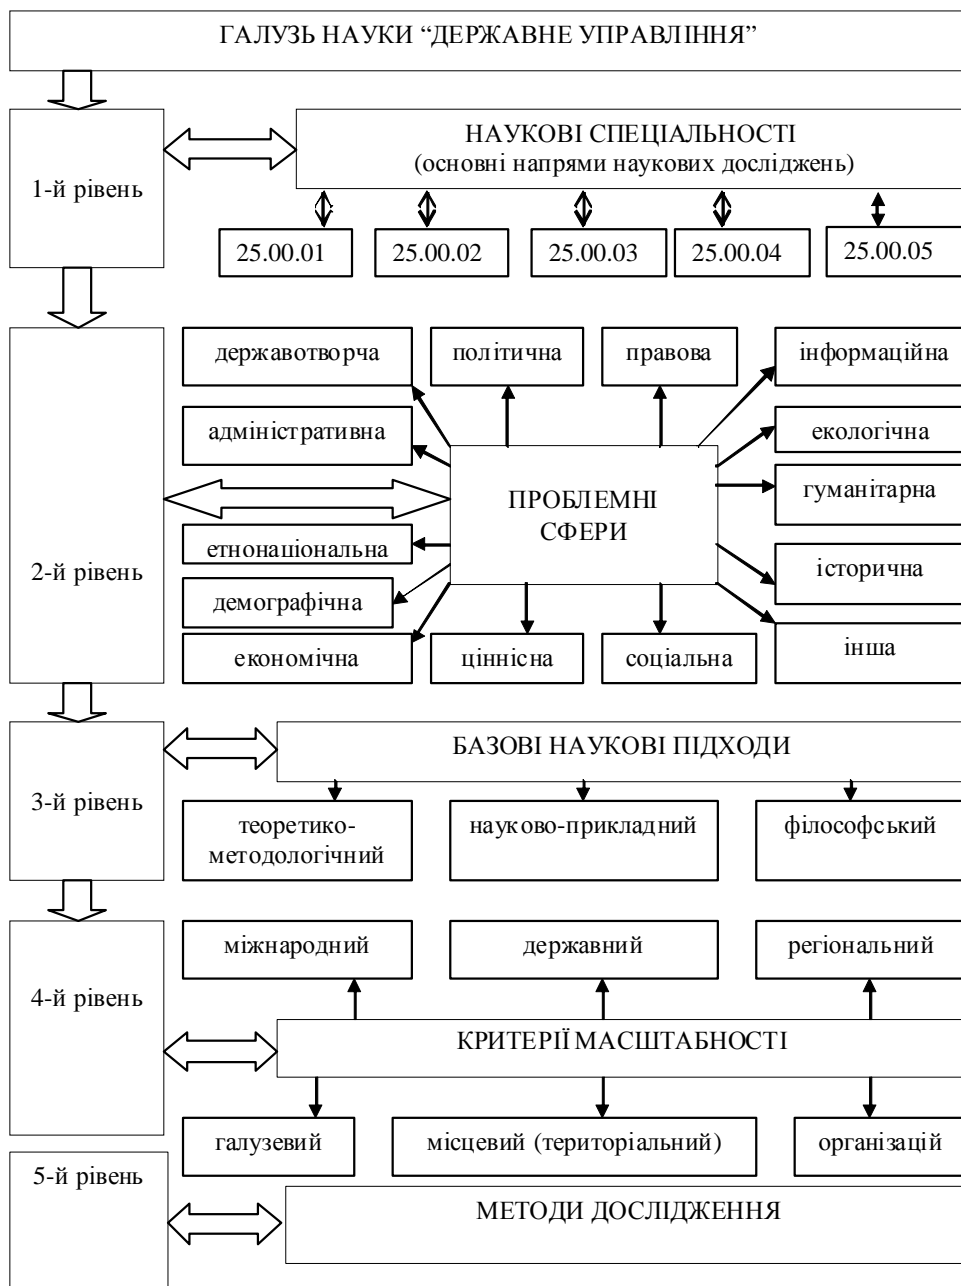 ГАЛУЗЬ НАУКИ “ДЕРЖАВНЕ УПРАВЛІННЯ”
1-й рівень
НАУКОВІ СПЕЦІАЛЬНОСТІ
(основні напрями наукових досліджень)
25.00.01
25.00.02
25.00.03
25.00.04
25.00.05
2-й рівень
державотворча
політична
правова
інформаційна
адміністративна
екологічна
ПРОБЛЕМНІ
СФЕРИ
гуманітарна
етнонаціональна
історична
демографічна
економічна
ціннісна
соціальна
інша
3-й рівень
БАЗОВІ НАУКОВІ ПІДХОДИ
теоретико-
методологічний
науково-прикладний
філософський
4-й рівень
міжнародний
державний
регіональний
КРИТЕРІЇ МАСШТАБНОСТІ
галузевий
місцевий (територіальний)
організацій
5-й рівень
МЕТОДИ ДОСЛІДЖЕННЯ